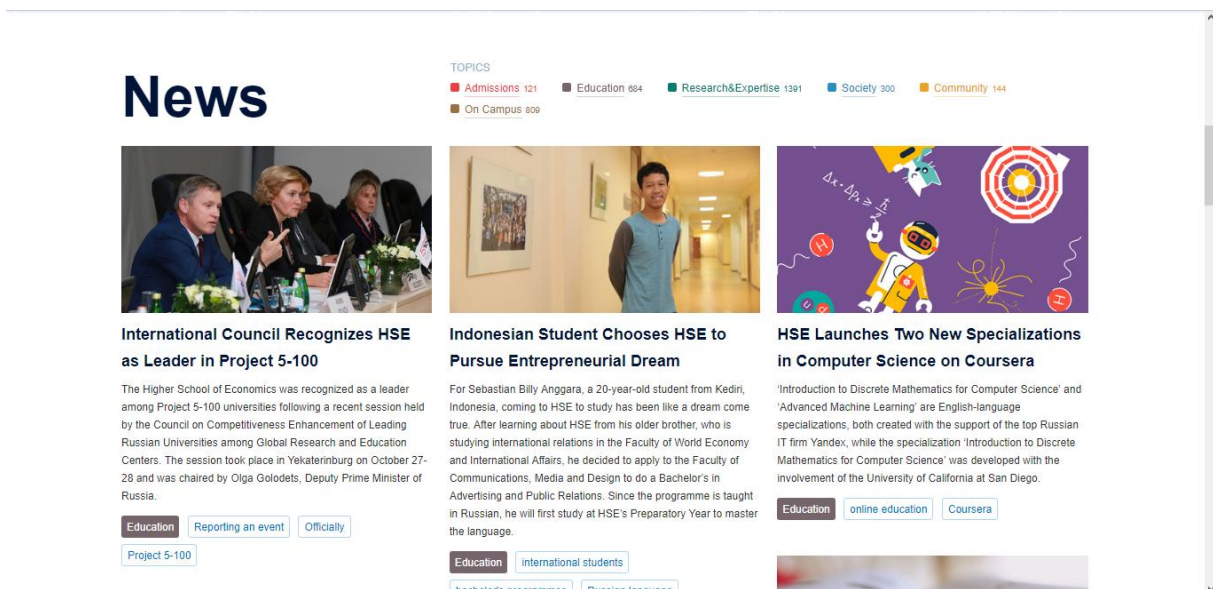 News
TOPICS
Admissions 121
Education 684
Research&Expertise 1391
Society 300
Community 144
On Campus 809
International Council Recognizes HSE
as Leader in Project 5-100
The Higher School of Economics was recognized as a leader
among Project 5-100 universities following a recent session held
by the Council on Competitiveness Enhancement of Leading
Russian Universities among Global Research and Education
Centers. The session took place in Yekaterinburg on October 27-
28 and was chaired by Olga Golodets, Deputy Prime Minister of
Russia.
Education Reporting an event Officially
Project 5-100
Indonesian Student Chooses HSE to
Pursue Entrepreneurial Dream
For Sebastian Billy Anggara, a 20-year-old student from Kediri,
Indonesia, coming to HSE to study has been like a dream come
true. After learning about HSE from his older brother, who is
studying international relations in the Faculty of World Economy
and International Affairs, he decided to apply to the Faculty of
Communications, Media and Design to do a Bachelor's in
Advertising and Public Relations. Since the programme is taught
in Russian, he will first study at HSE's Preparatory Year to master
the language.
Education international students
bachelor's programmes Russian language
Δx · Δpₓ ≥ ħ/2
H
H
HSE Launches Two New Specializations
in Computer Science on Coursera
'Introduction to Discrete Mathematics for Computer Science' and
'Advanced Machine Learning' are English-language
specializations, both created with the support of the top Russian
IT firm Yandex, while the specialization 'Introduction to Discrete
Mathematics for Computer Science' was developed with the
involvement of the University of California at San Diego.
Education online education Coursera